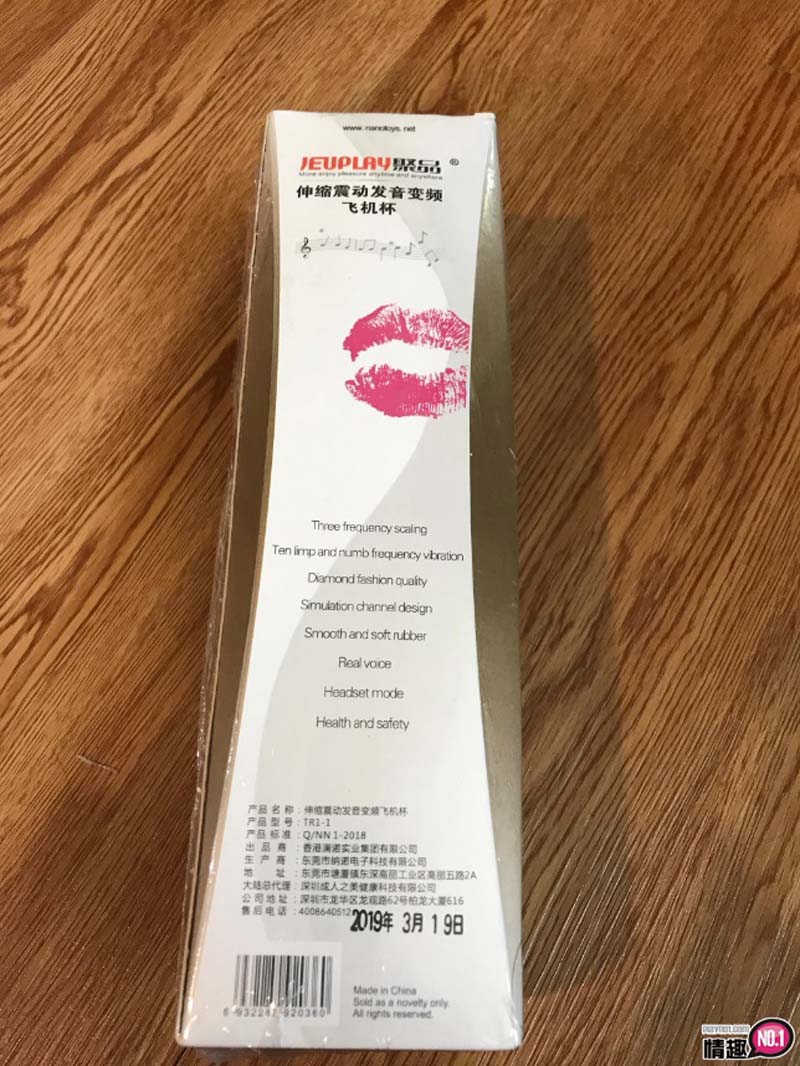 www.nanotoys.net
JEUPLAY聚品®
More enjoy pleasure anytime and anywhere
伸缩震动发音变频
飞机杯
Three frequency scaling
Ten limp and numb frequency vibration
Diamond fashion quality
Simulation channel design
Smooth and soft rubber
Real voice
Headset mode
Health and safety
产品名称：伸缩震动发音变频飞机杯
产品型号：TR1-1
产品标准：Q/NN 1-2018
出品商：香港澜诺实业集团有限公司
生产商：东莞市纳诺电子科技有限公司
地址：东莞市塘厦镇东深高丽工业区高丽五路2A
大陆总代理：深圳成人之美健康科技有限公司
公司地址：深圳市龙华区龙观路62号柏龙大厦616
售后电话：4008640512
2019年 3月 19日
Made in China
Sold as a novelty only.
All rights reserved.
情趣NO.1